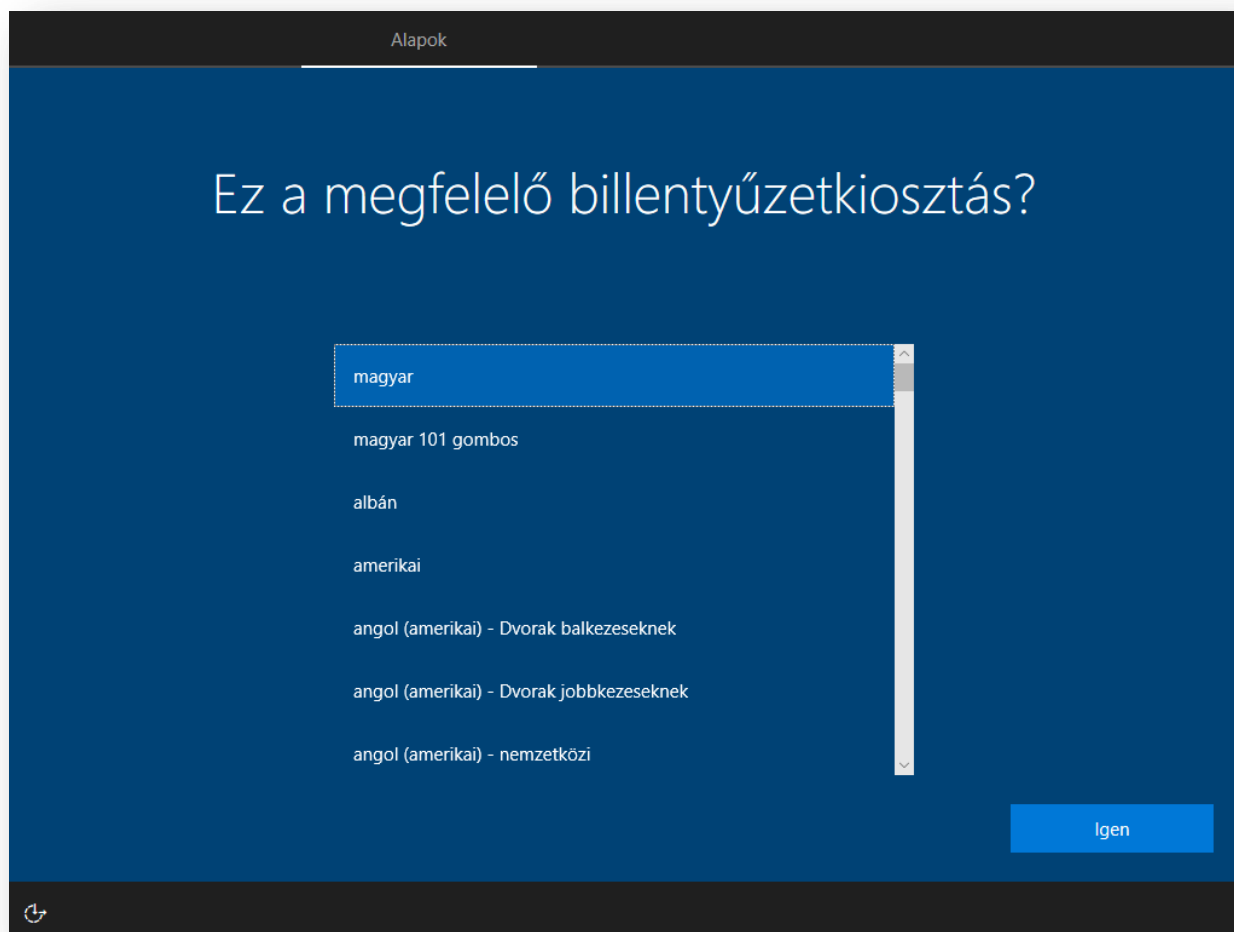 Alapok
Ez a megfelelő billentyűzetkiosztás?
magyar
magyar 101 gombos
albán
amerikai
angol (amerikai) - Dvorak balkezeseknek
angol (amerikai) - Dvorak jobbkezeseknek
angol (amerikai) - nemzetközi
Igen